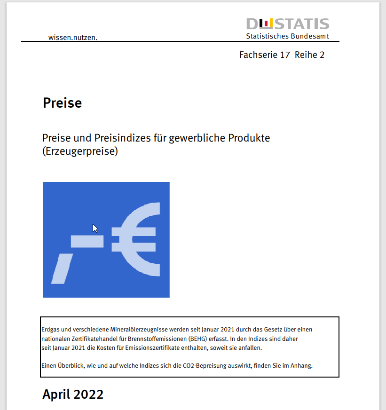 DESTATIS
wissen.nutzen.
Statistisches Bundesamt
Fachserie 17 Reihe 2
Preise
Preise und Preisindizes für gewerbliche Produkte
(Erzeugerpreise)
,–€
Erdgas und verschiedene Mineralölerzeugnisse werden seit Januar 2021 durch das Gesetz über einen
nationalen Zertifikatehandel für Brennstoffemissionen (BEHG) erfasst. In den Indizes sind daher
seit Januar 2021 die Kosten für Emissionszertifikate enthalten, soweit sie anfallen.
Einen Überblick, wie und auf welche Indizes sich die CO2-Bepreisung auswirkt, finden Sie im Anhang.
April 2022